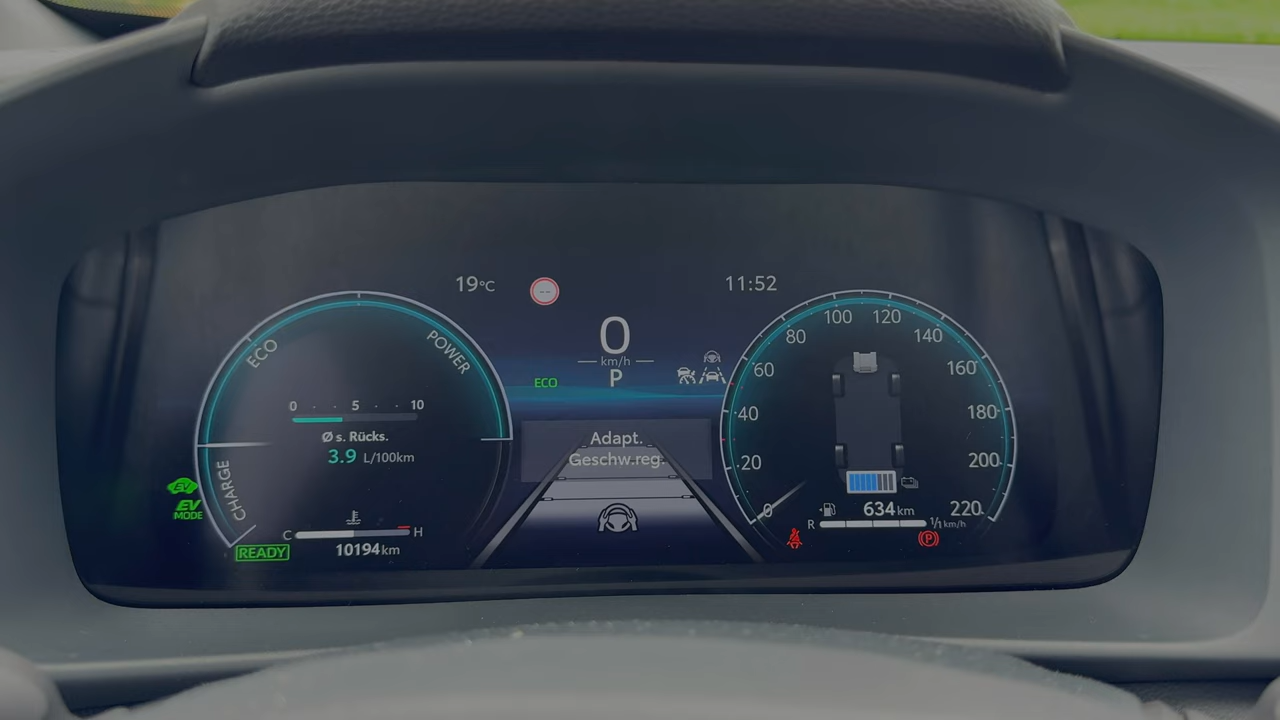 19°C
--
11:52
0
km/h
P
ECO
ECO
POWER
CHARGE
0 5 10
Ø s. Rücks.
3.9 L/100km
C H
10194 km
EV
EV
MODE
READY
Adapt.
Geschw.reg.
0
20
40
60
80
100
120
140
160
180
200
220
km/h
634 km
R 1/1
P